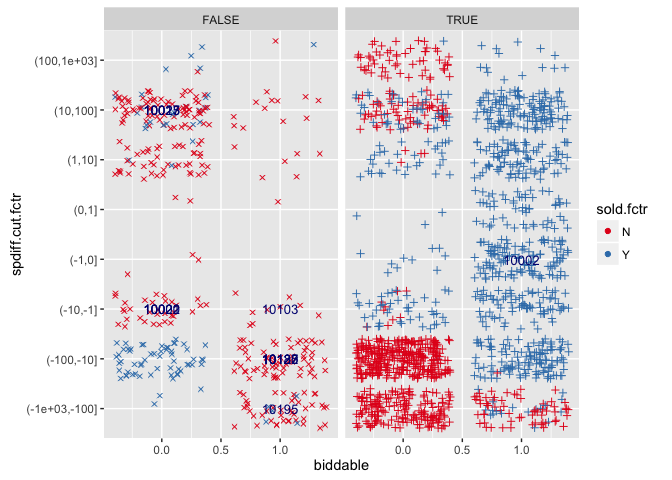 FALSE
TRUE
(100,1e+03]
(10,100]
(1,10]
(0,1]
(-1,0]
(-10,-1]
(-100,-10]
(-1e+03,-100]
spdiff.cut.fctr
10002
10103
10195
0.0
0.5
1.0
0.0
0.5
1.0
biddable
sold.fctr
N
Y